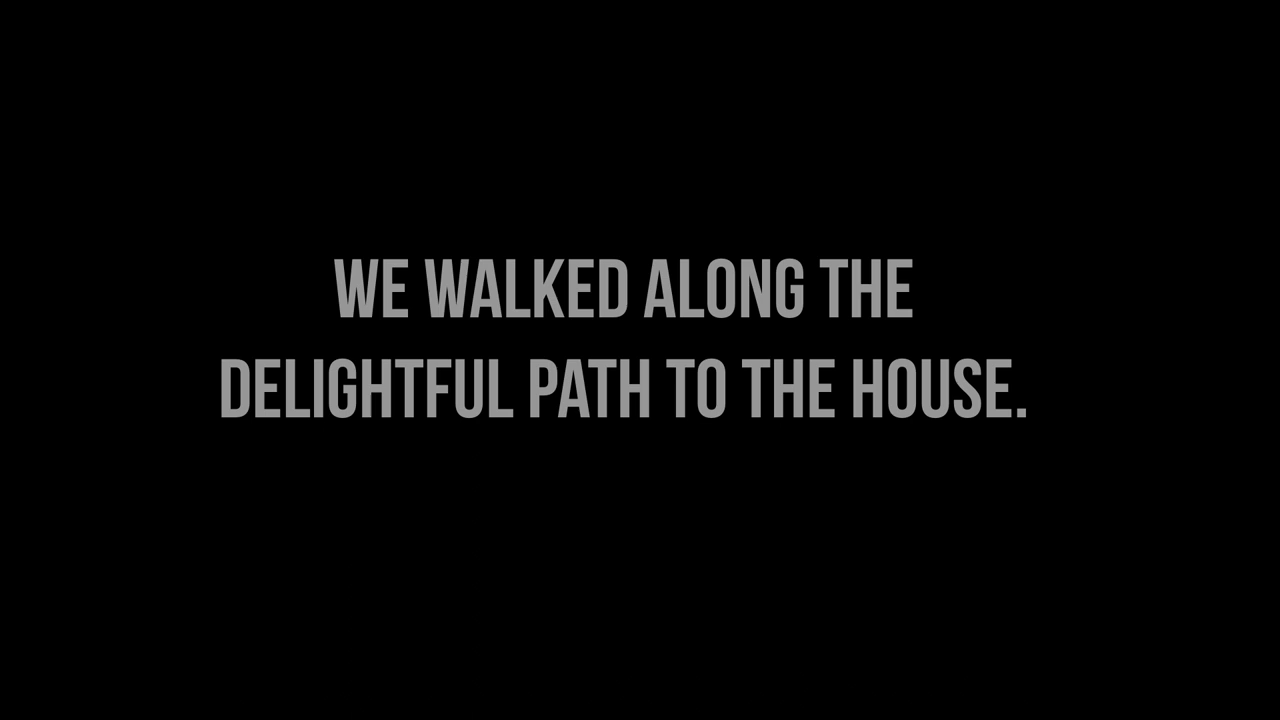 WE WALKED ALONG THE
DELIGHTFUL PATH TO THE HOUSE.